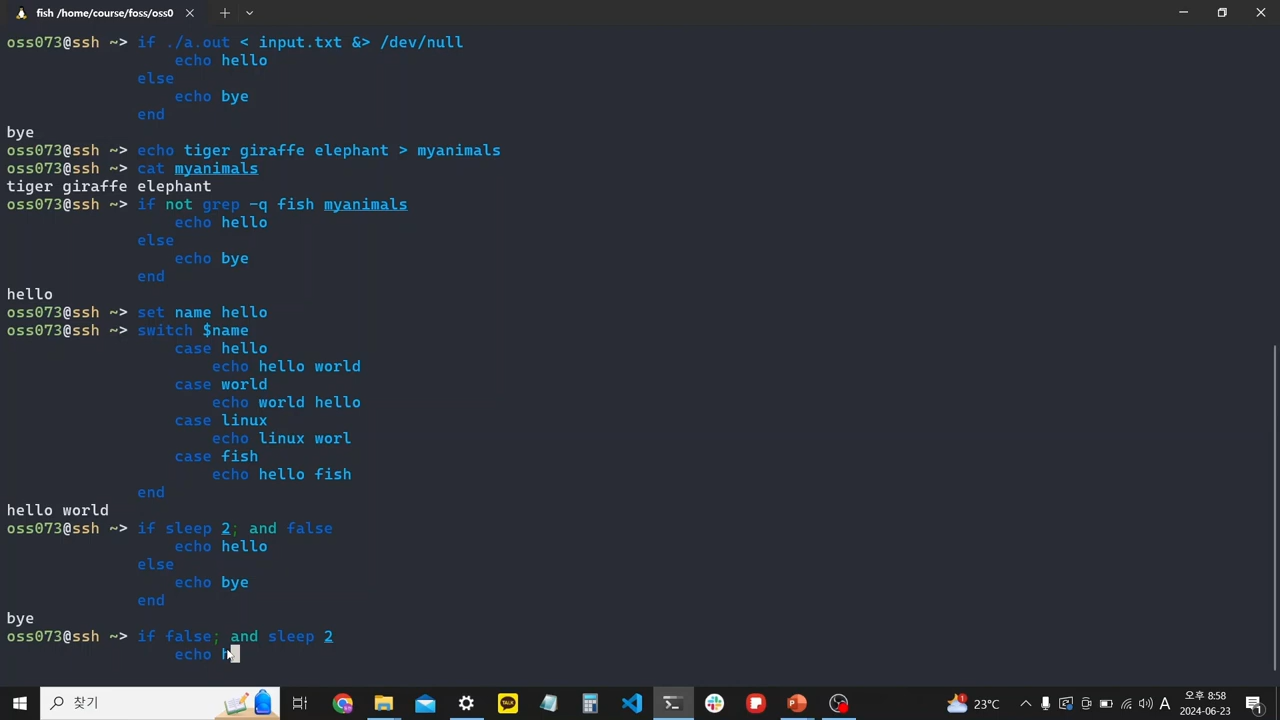 fish /home/course/foss/oss0
oss073@ssh ~> if ./a.out < input.txt &> /dev/null
echo hello
else
echo bye
end
bye
oss073@ssh ~> echo tiger giraffe elephant > myanimals
oss073@ssh ~> cat myanimals
tiger giraffe elephant
oss073@ssh ~> if not grep -q fish myanimals
echo hello
else
echo bye
end
hello
oss073@ssh ~> set name hello
oss073@ssh ~> switch $name
case hello
echo hello world
case world
echo world hello
case linux
echo linux worl
case fish
echo hello fish
end
hello world
oss073@ssh ~> if sleep 2; and false
echo hello
else
echo bye
end
bye
oss073@ssh ~> if false; and sleep 2
echo h
찾기
TALK
1
23°C
A
오후 8:58
2024-06-23
1